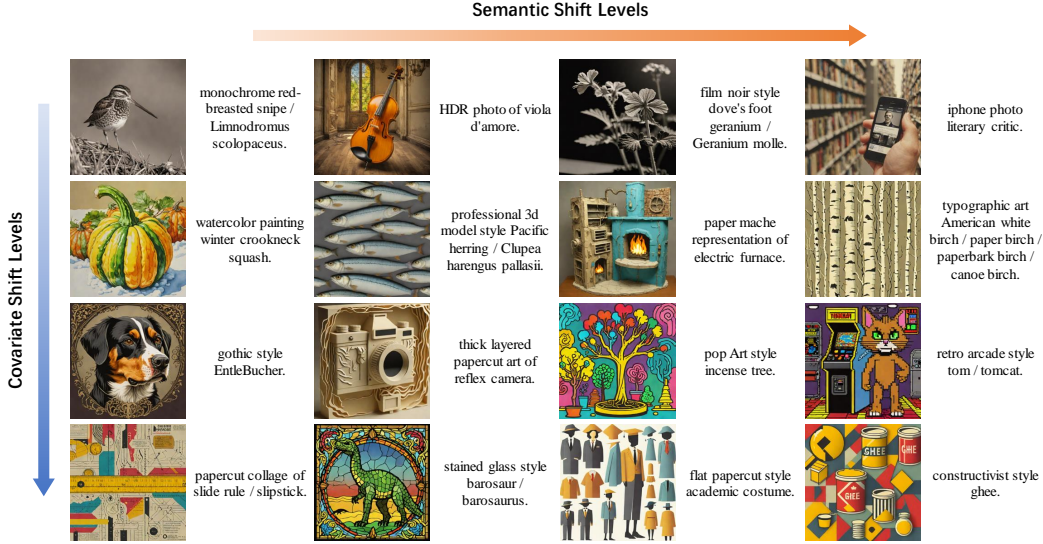 Semantic Shift Levels
Covariate Shift Levels
monochrome red-
breasted snipe /
Limnodromus
scolopaceus.
HDR photo of viola
d'amore.
film noir style
dove's foot
geranium /
Geranium molle.
iphone photo
literary critic.
watercolor painting
winter crookneck
squash.
professional 3d
model style Pacific
herring / Clupea
harengus pallasii.
paper mache
representation of
electric furnace.
typographic art
American white
birch / paper birch /
paperbark birch /
canoe birch.
gothic style
EntleBucher.
thick layered
papercut art of
reflex camera.
pop Art style
incense tree.
retro arcade style
tom / tomcat.
papercut collage of
slide rule / slipstick.
stained glass style
barosaur /
barosaurus.
flat papercut style
academic costume.
GHEE
GHEE
GHEE
constructivist style
ghee.